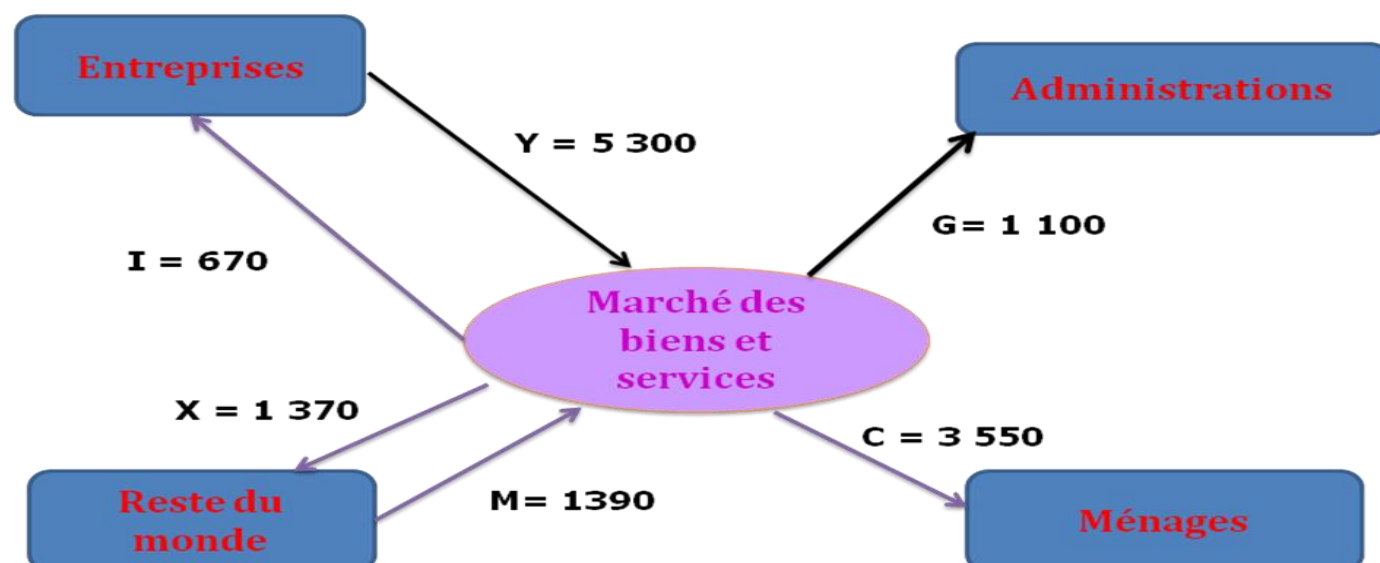 Entreprises
Administrations
Y = 5 300
G= 1 100
I = 670
Marché des
biens et
services
X = 1 370
C = 3 550
M= 1390
Reste du
monde
Ménages